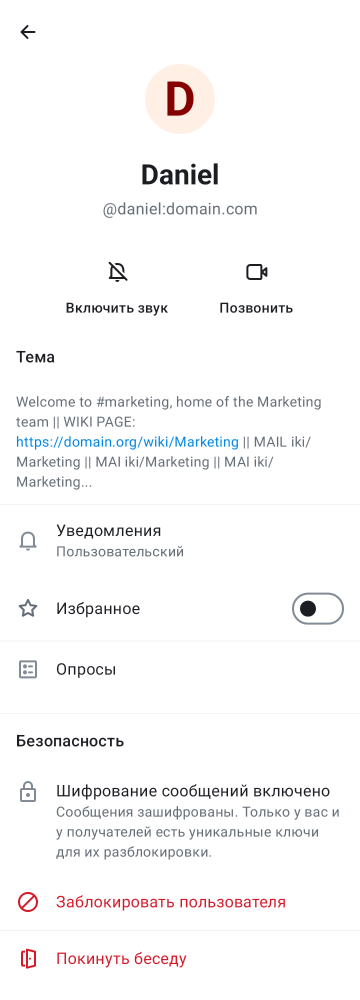 D
Daniel
@daniel:domain.com
Включить звук
Позвонить
Тема
Welcome to #marketing, home of the Marketing
team || WIKI PAGE:
https://domain.org/wiki/Marketing || MAIL iki/
Marketing || MAI iki/Marketing || MAI iki/
Marketing...
Уведомления
Пользовательский
Избранное
Опросы
Безопасность
Шифрование сообщений включено
Сообщения зашифрованы. Только у вас и
у получателей есть уникальные ключи
для их разблокировки.
Заблокировать пользователя
Покинуть беседу